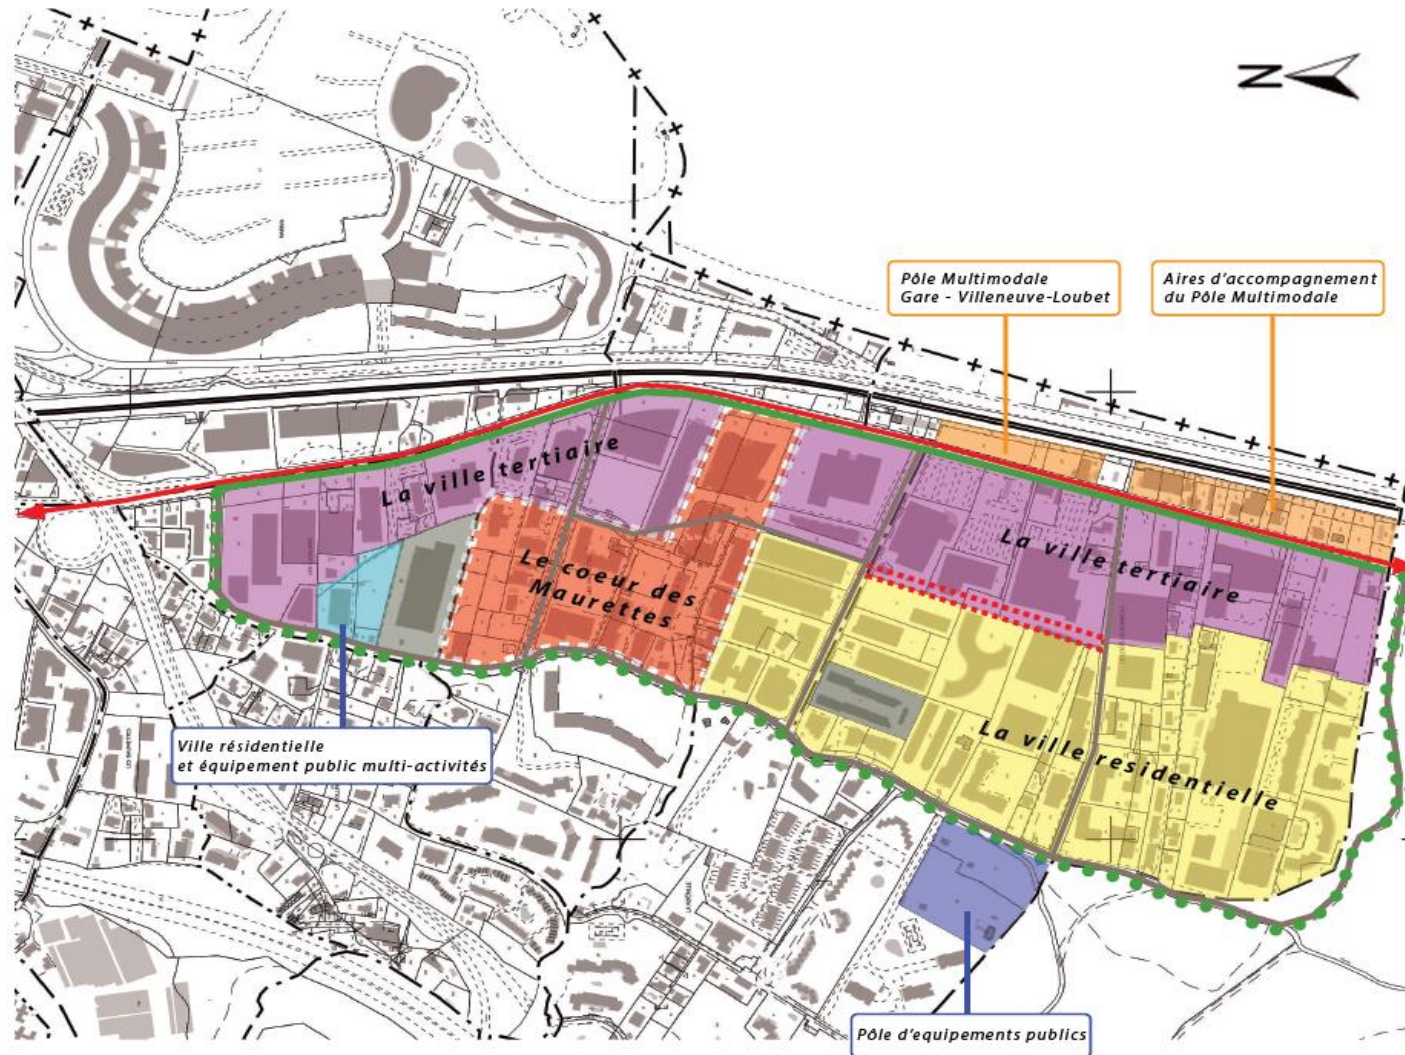 N
Pôle Multimodale
Gare - Villeneuve-Loubet
Aires d'accompagnement
du Pôle Multimodale
La ville tertiaire
La ville tertiaire
Le coeur des
Maurettes
La ville residentielle
Ville résidentielle
et équipement public multi-activités
Pôle d'equipements publics